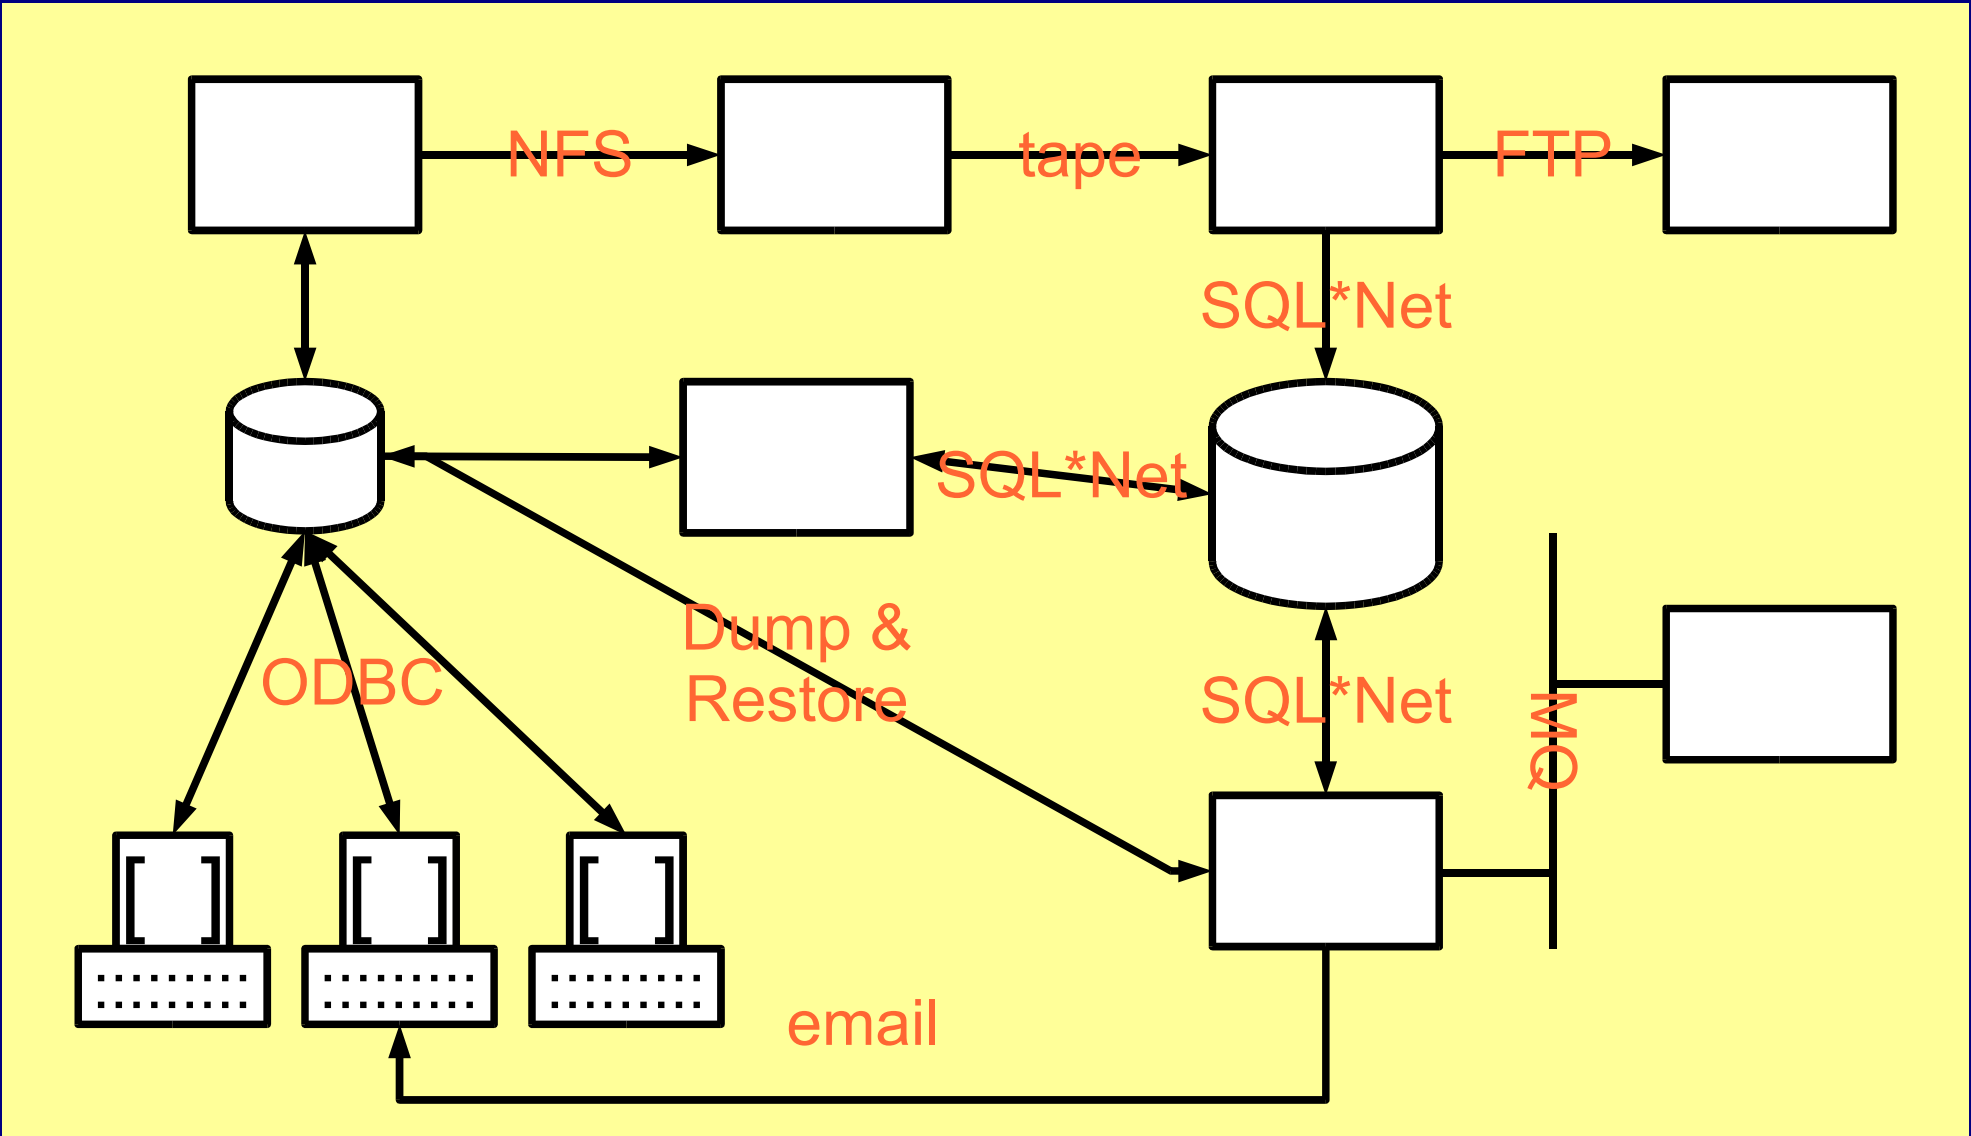 NFS
tape
FTP
SQL*Net
SQL*Net
Dump &
Restore
ODBC
SQL*Net
MQ
email